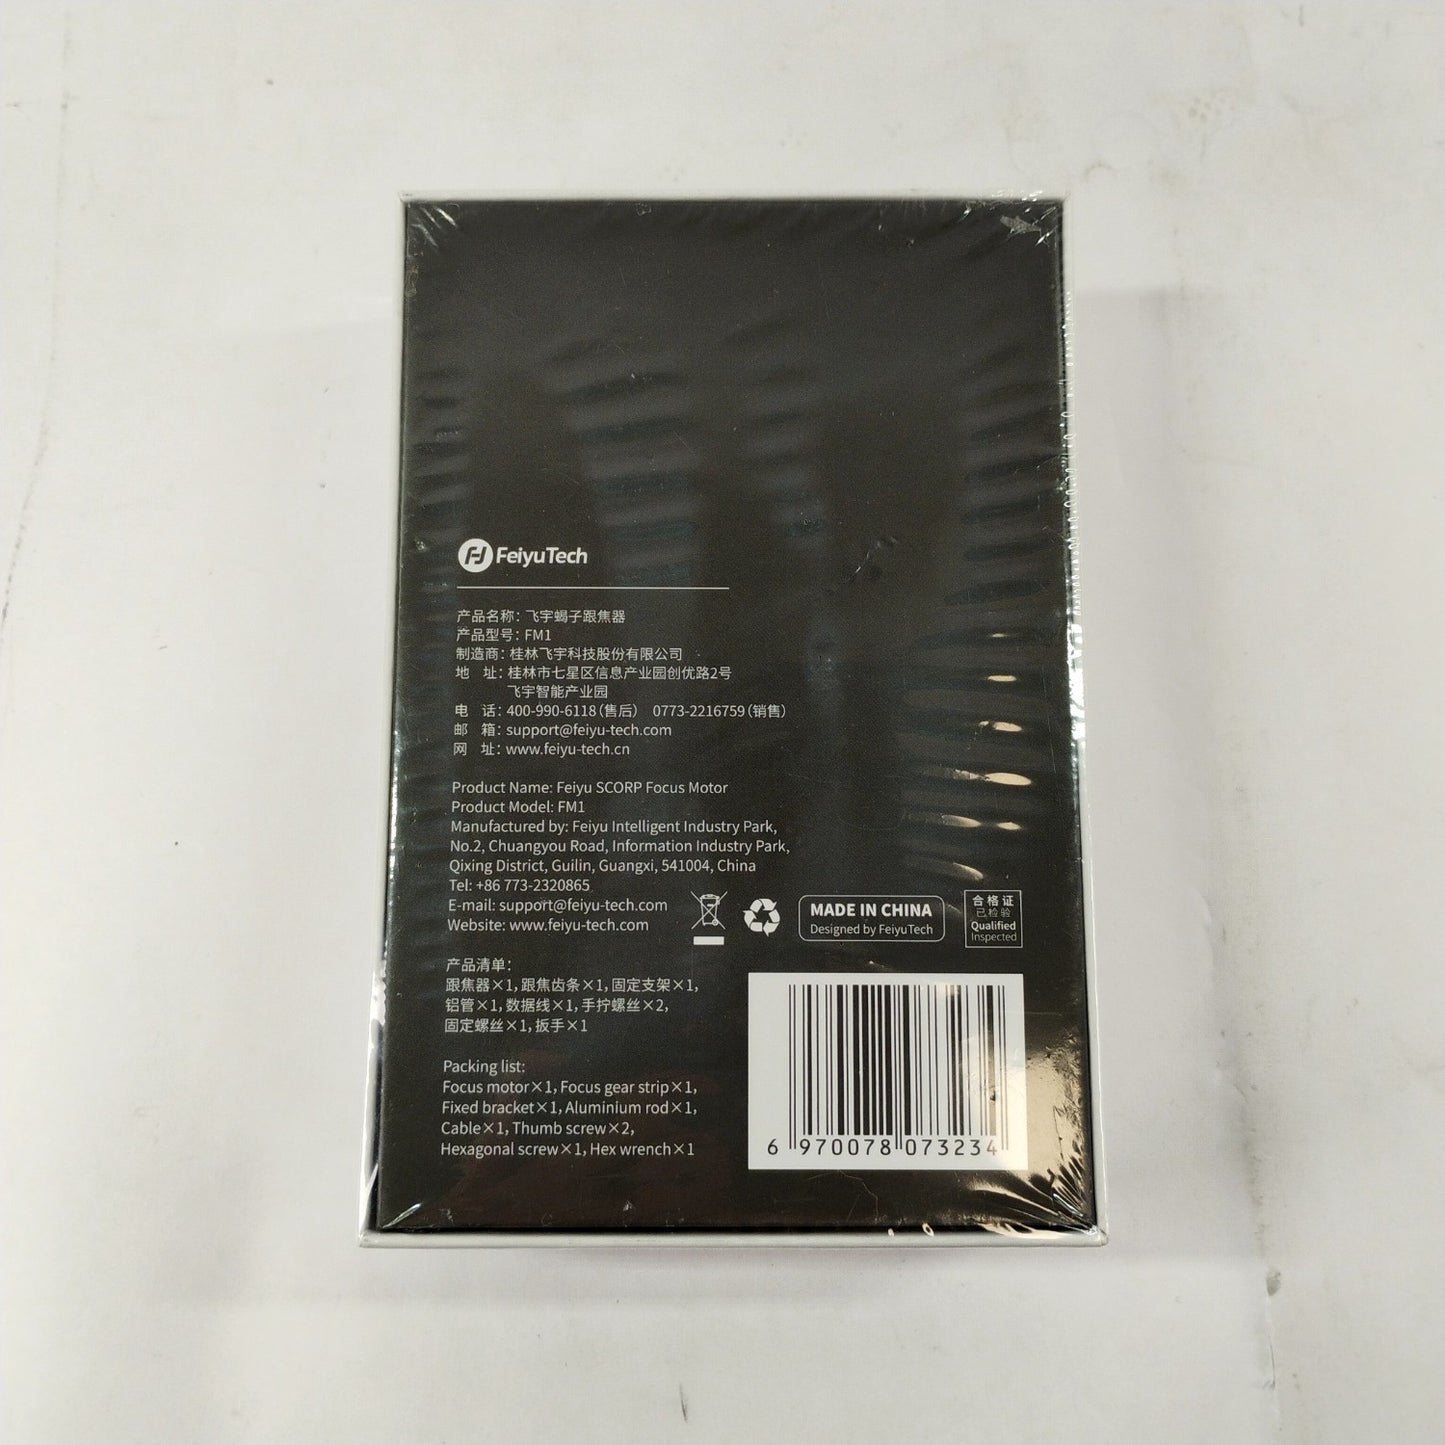 FeiyuTech
产品名称：飞宇蝎子跟焦器
产品型号：FM1
制造商：桂林飞宇科技股份有限公司
地 址：桂林市七星区信息产业园创优路2号
飞宇智能产业园
电 话：400-990-6118（售后） 0773-2216759（销售）
邮 箱：support@feiyu-tech.com
网 址：www.feiyu-tech.cn
Product Name: Feiyu SCORP Focus Motor
Product Model: FM1
Manufactured by: Feiyu Intelligent Industry Park,
No.2, Chuangyou Road, Information Industry Park,
Qixing District, Guilin, Guangxi, 541004, China
Tel: +86 773-2320865
E-mail: support@feiyu-tech.com
Website: www.feiyu-tech.com
MADE IN CHINA
Designed by FeiyuTech
合格证
已检验
Qualified
Inspected
产品清单：
跟焦器×1，跟焦齿条×1，固定支架×1，
铝管×1，数据线×1，手拧螺丝×2，
固定螺丝×1，扳手×1
Packing list:
Focus motor×1, Focus gear strip×1,
Fixed bracket×1, Aluminium rod×1,
Cable×1, Thumb screw×2,
Hexagonal screw×1, Hex wrench×1
6 970078 073234